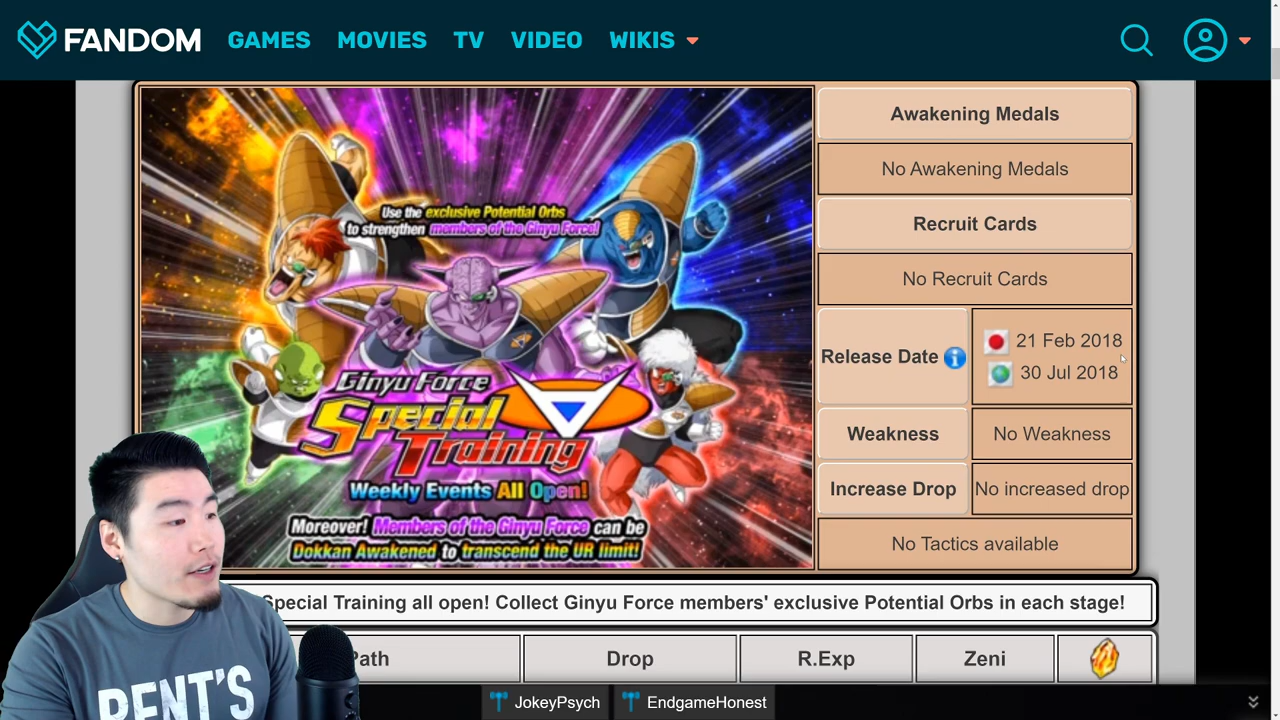 FANDOM GAMES MOVIES TV VIDEO WIKIS
Use the exclusive Potential Orbs
to strengthen members of the Ginyu Force!
Ginyu Force
Special
Training
Weekly Events All Open!
Moreover! Members of the Ginyu Force can be
Dokkan Awakened to transcend the UR limit!
Awakening Medals
No Awakening Medals
Recruit Cards
No Recruit Cards
Release Date i
21 Feb 2018
30 Jul 2018
Weakness No Weakness
Increase Drop No increased drop
No Tactics available
Special Training all open! Collect Ginyu Force members' exclusive Potential Orbs in each stage!
Path Drop R.Exp Zeni
JokeyPsych EndgameHonest